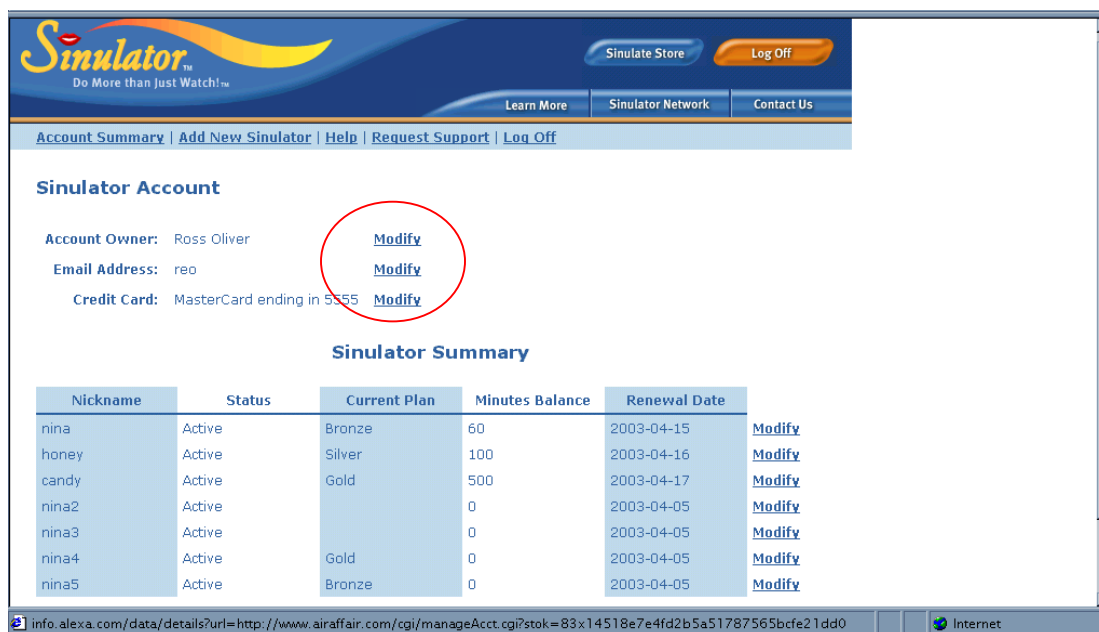 Sinulator™
Do More than Just Watch!™
Sinulate Store
Log Off
Learn More
Sinulator Network
Contact Us
Account Summary | Add New Sinulator | Help | Request Support | Log Off
Sinulator Account
Account Owner: Ross Oliver Modify
Email Address: reo Modify
Credit Card: MasterCard ending in 5555 Modify
Sinulator Summary
Nickname Status Current Plan Minutes Balance Renewal Date
nina Active Bronze 60 2003-04-15 Modify
honey Active Silver 100 2003-04-16 Modify
candy Active Gold 500 2003-04-17 Modify
nina2 Active 0 2003-04-05 Modify
nina3 Active 0 2003-04-05 Modify
nina4 Active Gold 0 2003-04-05 Modify
nina5 Active Bronze 0 2003-04-05 Modify
info.alexa.com/data/details?url=http://www.airaffair.com/cgi/manageAcct.cgi?stok=83x14518e7e4fd2b5a51787565bcfe21dd0 Internet